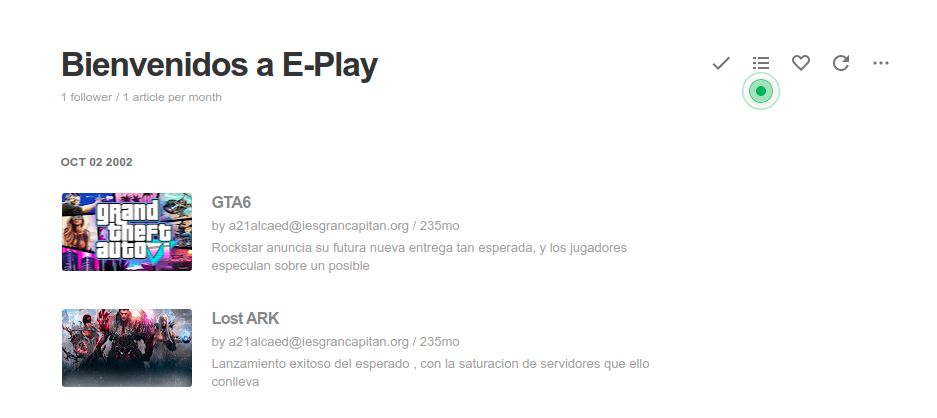 Bienvenidos a E-Play
1 follower / 1 article per month
OCT 02 2002
grand
theft
auto VI
GTA6
by a21alcaed@iesgrancapitan.org / 235mo
Rockstar anuncia su futura nueva entrega tan esperada, y los jugadores
especulan sobre un posible
Lost ARK
by a21alcaed@iesgrancapitan.org / 235mo
Lanzamiento exitoso del esperado , con la saturacion de servidores que ello
conlleva